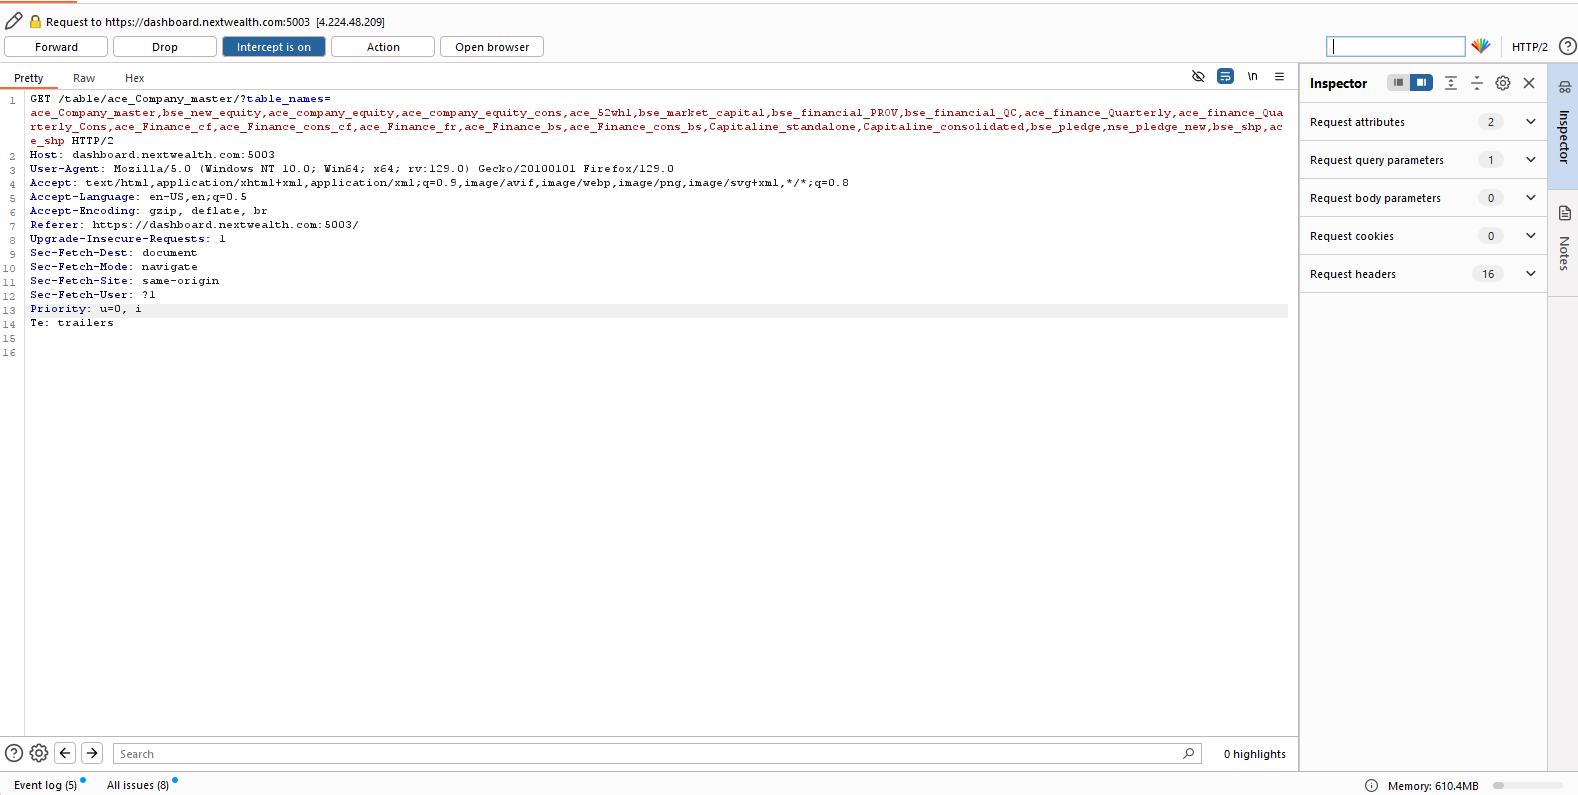 Request to https://dashboard.nextwealth.com:5003 [4.224.48.209]
Forward Drop Intercept is on Action Open browser HTTP/2
Pretty Raw Hex \n
Inspector
1 GET /table/ace_Company_master/?table_names=
ace_Company_master,bse_new_equity,ace_company_equity,ace_company_equity_cons,ace_52whl,bse_market_capital,bse_financial_PROV,bse_financial_QC,ace_finance_Quarterly,ace_finance_Qua
rterly_Cons,ace_Finance_cf,ace_Finance_cons_cf,ace_Finance_fr,ace_Finance_bs,ace_Finance_cons_bs,Capitaline_standalone,Capitaline_consolidated,bse_pledge,nse_pledge_new,bse_shp,ac
e_shp HTTP/2
2 Host: dashboard.nextwealth.com:5003
3 User-Agent: Mozilla/5.0 (Windows NT 10.0; Win64; x64; rv:129.0) Gecko/20100101 Firefox/129.0
4 Accept: text/html,application/xhtml+xml,application/xml;q=0.9,image/avif,image/webp,image/png,image/svg+xml,*/*;q=0.8
5 Accept-Language: en-US,en;q=0.5
6 Accept-Encoding: gzip, deflate, br
7 Referer: https://dashboard.nextwealth.com:5003/
8 Upgrade-Insecure-Requests: 1
9 Sec-Fetch-Dest: document
10 Sec-Fetch-Mode: navigate
11 Sec-Fetch-Site: same-origin
12 Sec-Fetch-User: ?1
13 Priority: u=0, i
14 Te: trailers
15
16
Request attributes 2
Request query parameters 1
Request body parameters 0
Request cookies 0
Request headers 16
Inspector
Notes
Search 0 highlights
Event log (5) All issues (8) Memory: 610.4MB